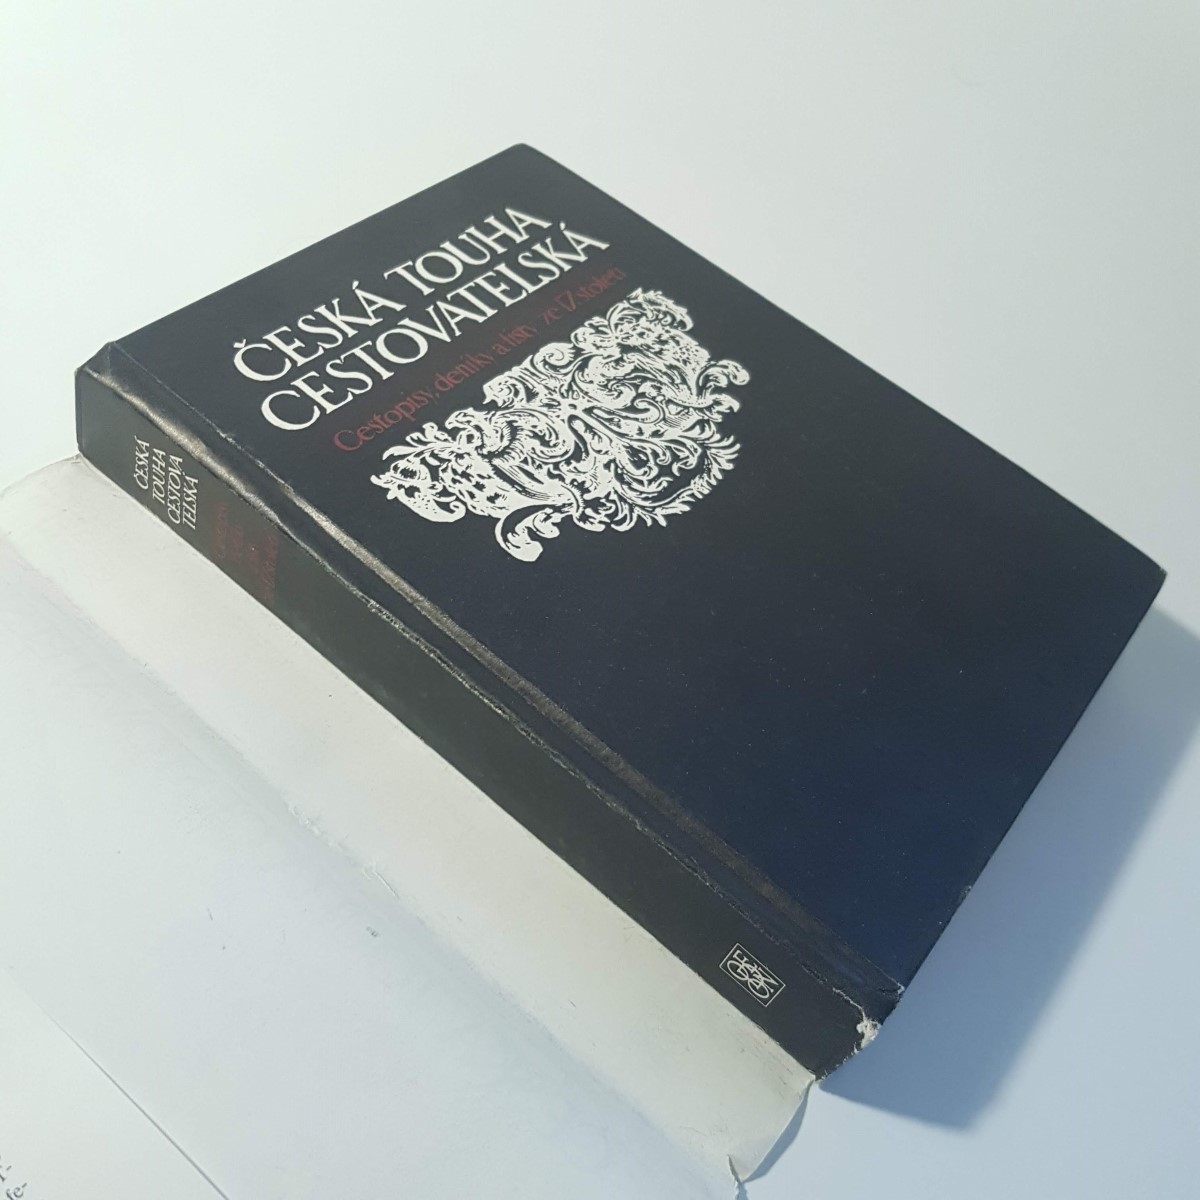 ČESKÁ TOUHA
CESTOVATELSKÁ
Cestopisy, deníky a listy ze 17. století
ČESKÁ
TOUHA
CESTOVA
TELSKÁ